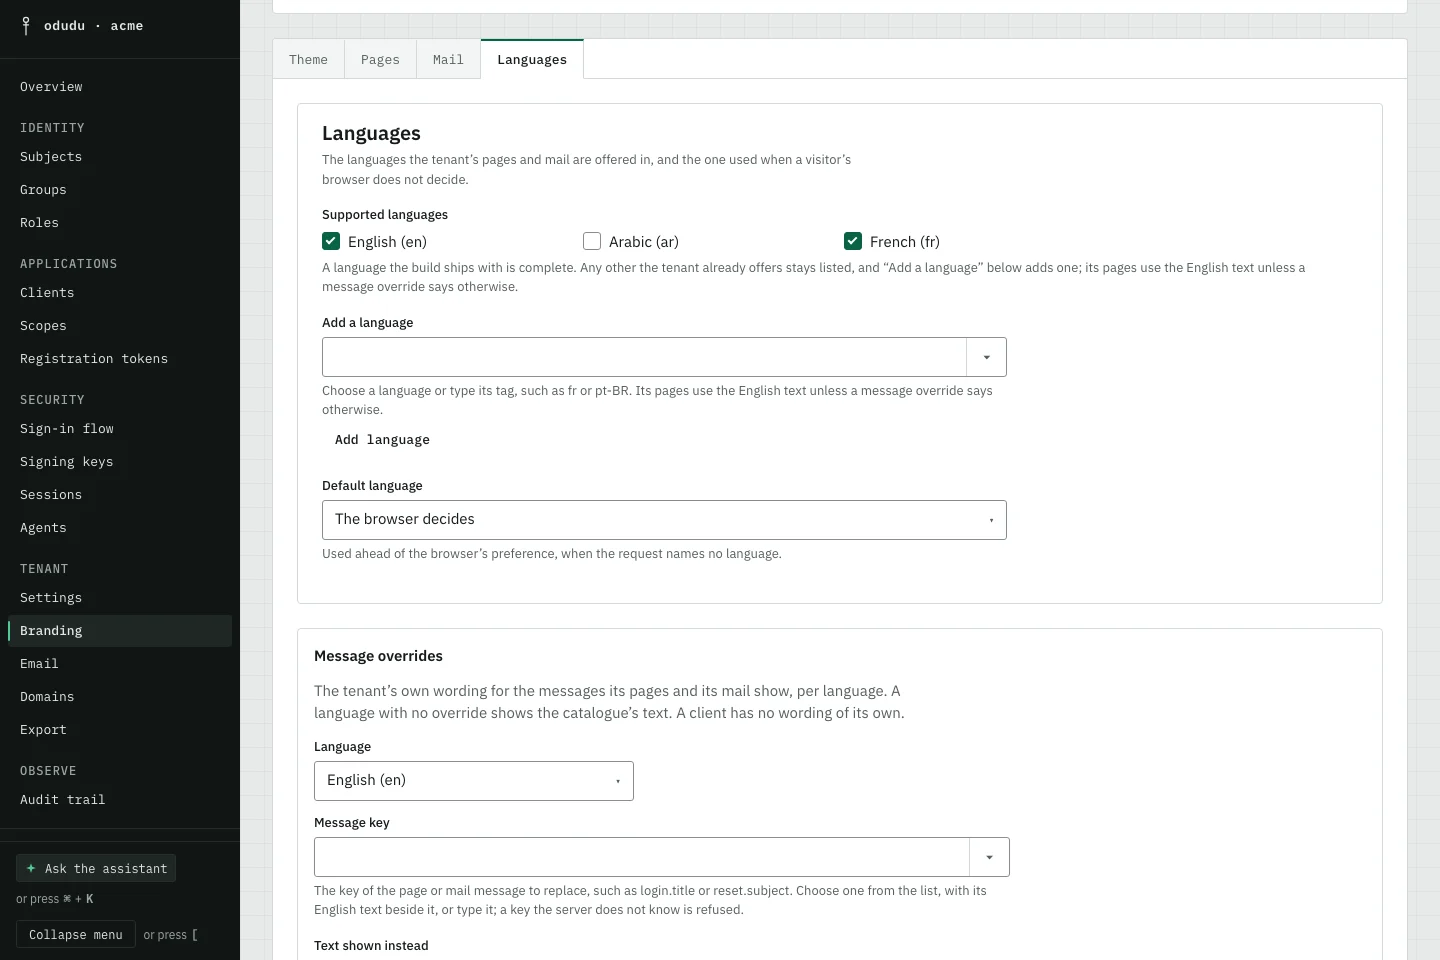 odudu · acme
Overview
IDENTITY
Subjects
Groups
Roles
APPLICATIONS
Clients
Scopes
Registration tokens
SECURITY
Sign-in flow
Signing keys
Sessions
Agents
TENANT
Settings
Branding
Email
Domains
Export
OBSERVE
Audit trail
Ask the assistant
or press ⌘ + K
Collapse menu or press [
Theme Pages Mail Languages
Languages
The languages the tenant’s pages and mail are offered in, and the one used when a visitor’s
browser does not decide.
Supported languages
English (en) Arabic (ar) French (fr)
A language the build ships with is complete. Any other the tenant already offers stays listed, and “Add a language” below adds one; its pages use the English text unless a
message override says otherwise.
Add a language
Choose a language or type its tag, such as fr or pt-BR. Its pages use the English text unless a message override says
otherwise.
Add language
Default language
The browser decides
Used ahead of the browser’s preference, when the request names no language.
Message overrides
The tenant’s own wording for the messages its pages and its mail show, per language. A
language with no override shows the catalogue’s text. A client has no wording of its own.
Language
English (en)
Message key
The key of the page or mail message to replace, such as login.title or reset.subject. Choose one from the list, with its
English text beside it, or type it; a key the server does not know is refused.
Text shown instead